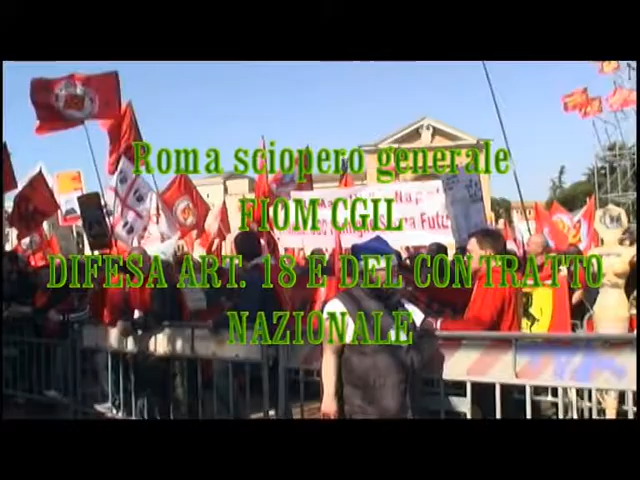 Roma sciopero generale
FIOM CGIL
DIFESA ART. 18 E DEL CONTRATTO
NAZIONALE